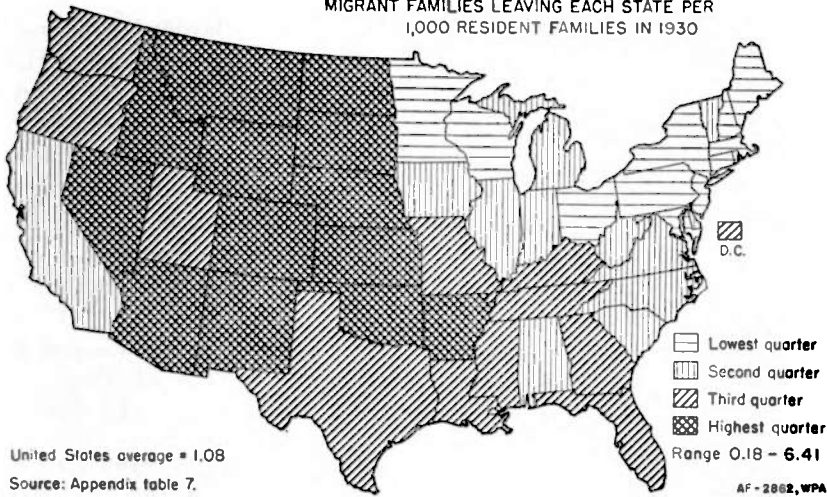 MIGRANT FAMILIES LEAVING EACH STATE PER
1,000 RESIDENT FAMILIES IN 1930
D.C.
Lowest quarter
Second quarter
Third quarter
Highest quarter
Range 0.18 - 6.41
United States average = 1.08
Source: Appendix table 7.
AF-2862, WPA